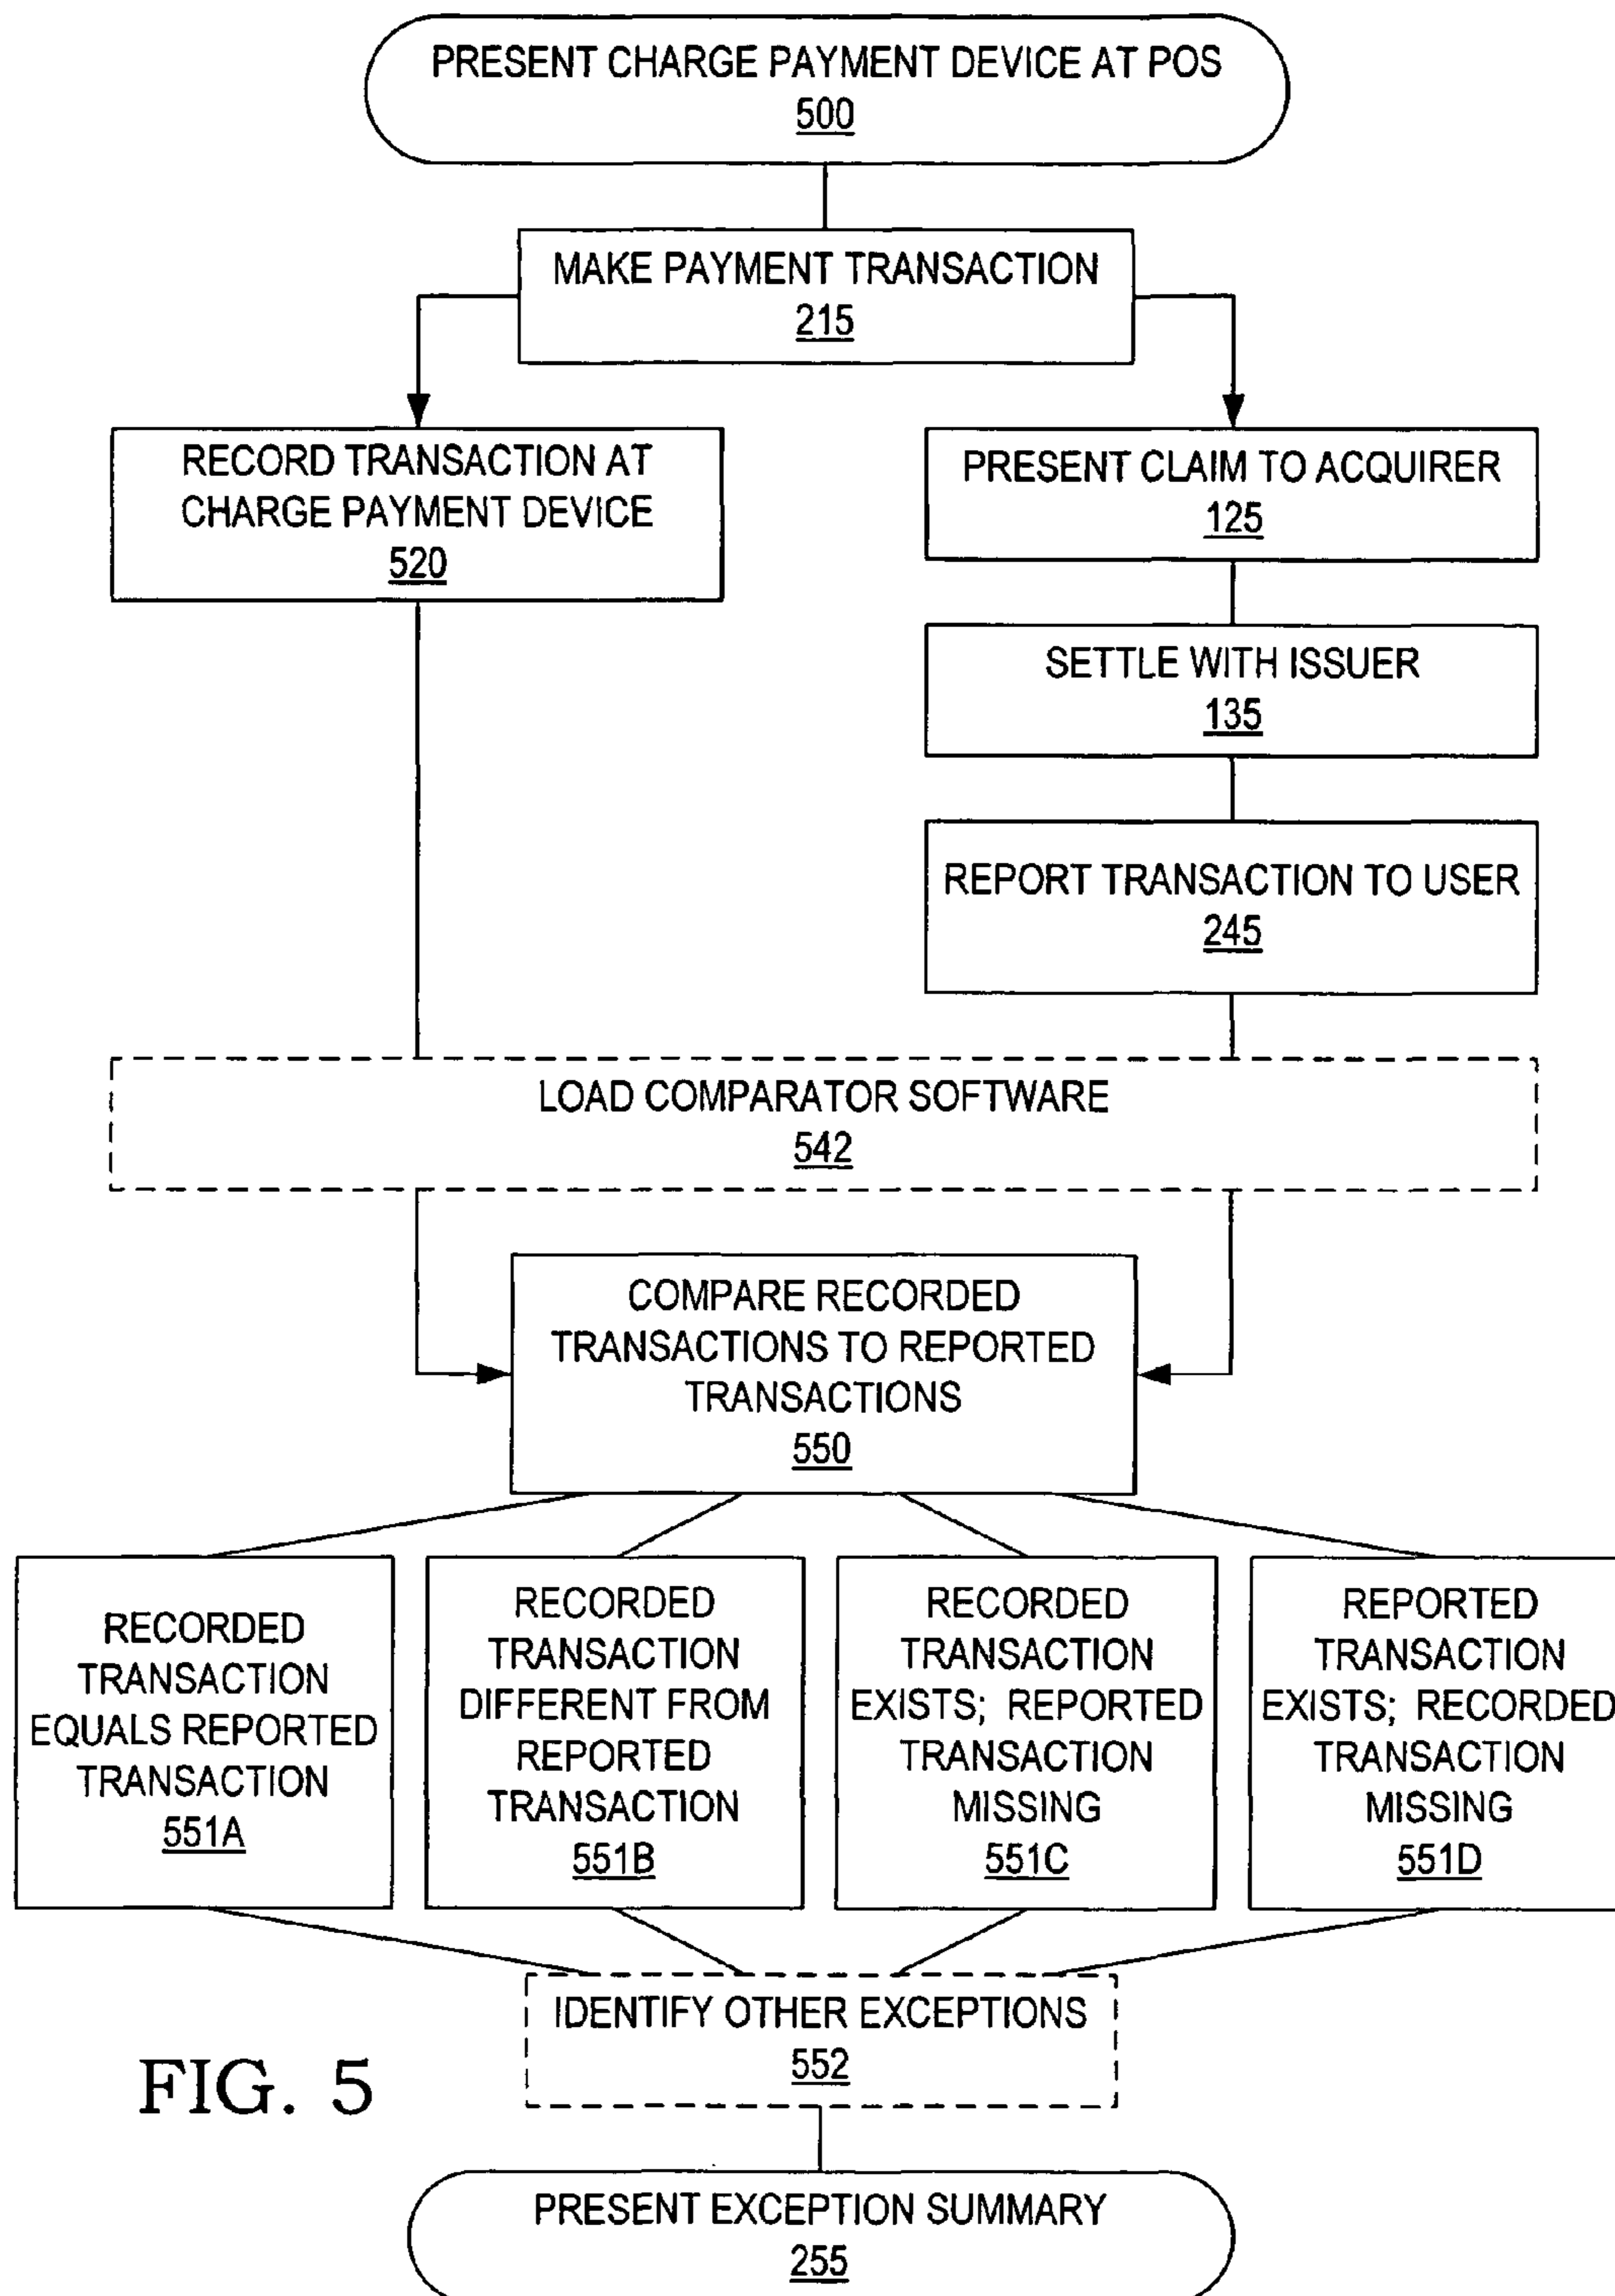 PRESENT CHARGE PAYMENT DEVICE AT POS
500
MAKE PAYMENT TRANSACTION
215
RECORD TRANSACTION AT
CHARGE PAYMENT DEVICE
520
PRESENT CLAIM TO ACQUIRER
125
SETTLE WITH ISSUER
135
REPORT TRANSACTION TO USER
245
LOAD COMPARATOR SOFTWARE
542
COMPARE RECORDED
TRANSACTIONS TO REPORTED
TRANSACTIONS
550
RECORDED
TRANSACTION
EQUALS REPORTED
TRANSACTION
551A
RECORDED
TRANSACTION
DIFFERENT FROM
REPORTED
TRANSACTION
551B
RECORDED
TRANSACTION
EXISTS; REPORTED
TRANSACTION
MISSING
551C
REPORTED
TRANSACTION
EXISTS; RECORDED
TRANSACTION
MISSING
551D
IDENTIFY OTHER EXCEPTIONS
552
FIG. 5
PRESENT EXCEPTION SUMMARY
255